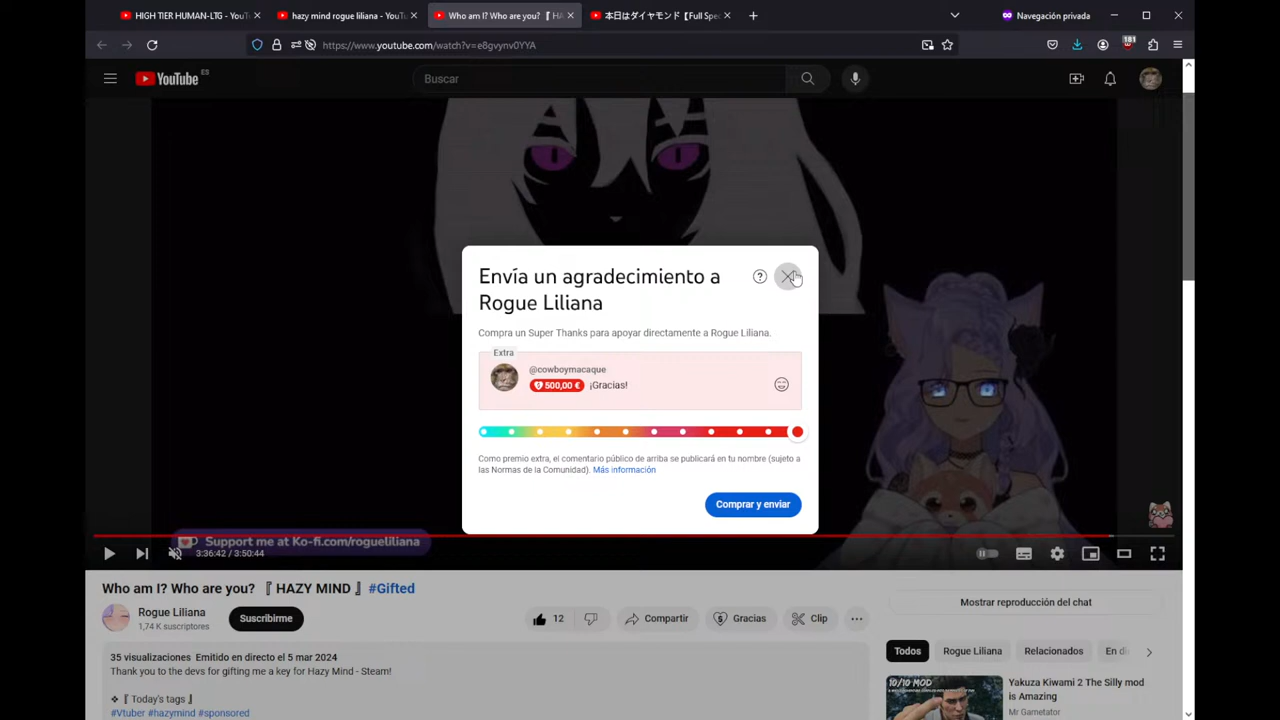 HIGH TIER HUMAN-LTG - YouT
hazy mind rogue liliana - YouTu
Who am I? Who are you? 『 HA
本日はダイヤモンド【Full Spec
Navegación privada
https://www.youtube.com/watch?v=e8gvynv0YYA
181
YouTube ES
Buscar
Envía un agradecimiento a
Rogue Liliana
Compra un Super Thanks para apoyar directamente a Rogue Liliana.
Extra
@cowboymacaque
500,00 € ¡Gracias!
Como premio extra, el comentario público de arriba se publicará en tu nombre (sujeto a
las Normas de la Comunidad). Más información
Comprar y enviar
Support me at Ko-fi.com/rogueliliana
3:36:42 / 3:50:44
Who am I? Who are you? 『 HAZY MIND 』 #Gifted
Rogue Liliana
1,74 K suscriptores
Suscribirme
12
Compartir
Gracias
Clip
Mostrar reproducción del chat
35 visualizaciones Emitido en directo el 5 mar 2024
Thank you to the devs for gifting me a key for Hazy Mind - Steam!
❖『 Today's tags 』
#Vtuber #hazymind #sponsored
Todos
Rogue Liliana
Relacionados
En di
10/10 MOD
Yakuza Kiwami 2 The Silly mod
is Amazing
Mr Gametator